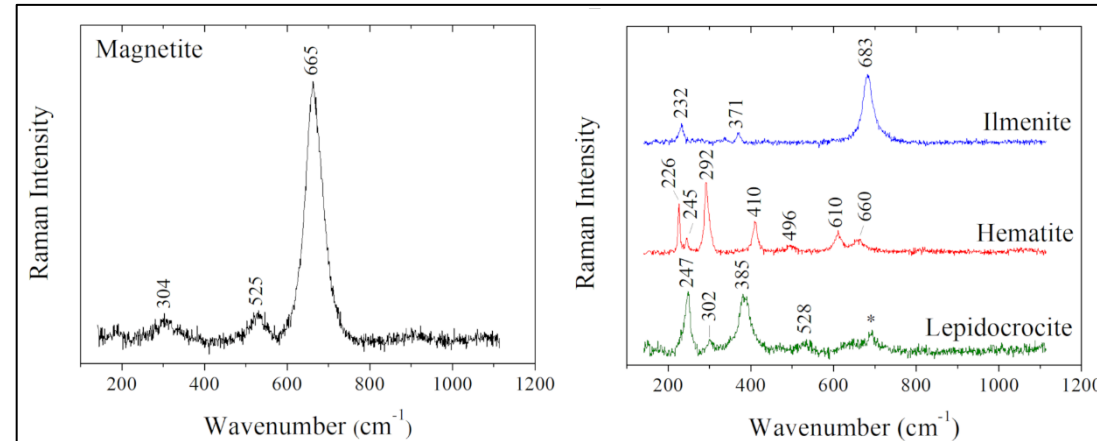 Magnetite
665
304
525
Raman Intensity
200 400 600 800 1000 1200
Wavenumber (cm⁻¹)
683
232
371
Ilmenite
226
245
292
410
496
610
660
Hematite
247
302
385
528
*
Lepidocrocite
Raman Intensity
200 400 600 800 1000 1200
Wavenumber (cm⁻¹)